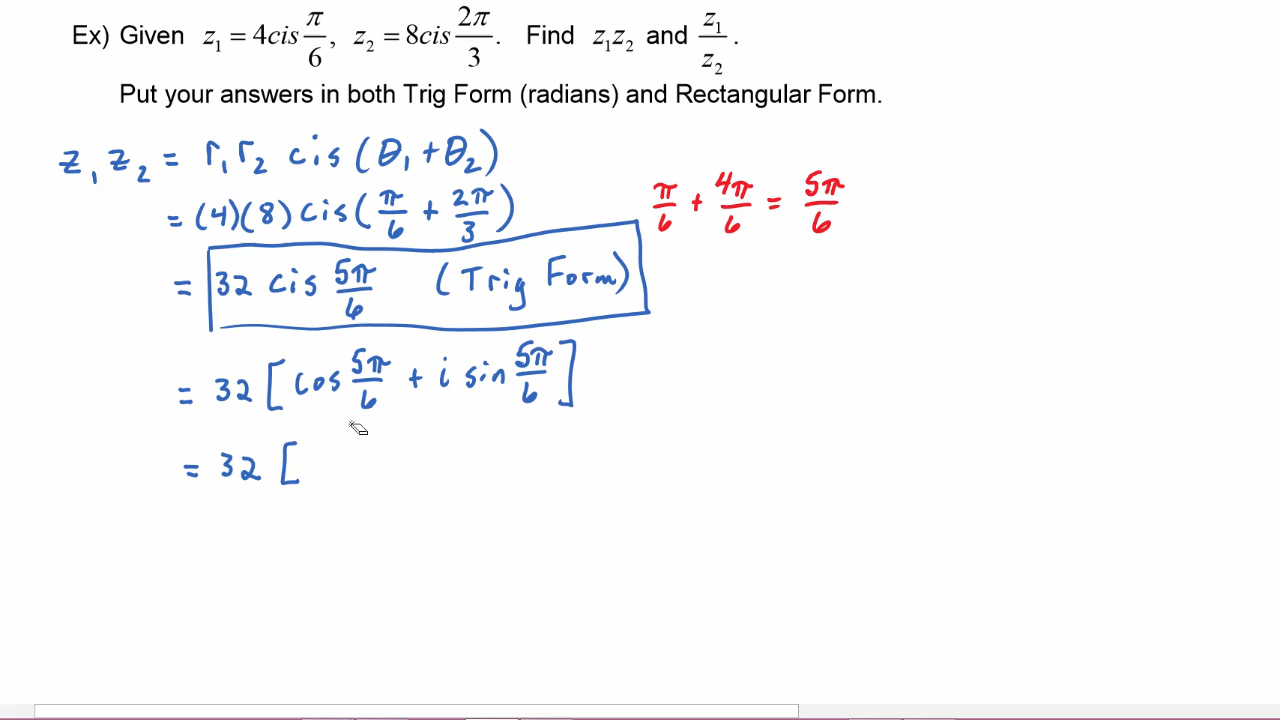 Ex) Given z₁ = 4cis π/6, z₂ = 8cis 2π/3. Find z₁z₂ and z₁/z₂.
Put your answers in both Trig Form (radians) and Rectangular Form.
z₁z₂ = r₁r₂ cis(θ₁+θ₂)
= (4)(8)cis(π/6 + 2π/3)
π/6 + 4π/6 = 5π/6
= 32 cis 5π/6 (Trig Form)
= 32 [cos 5π/6 + i sin 5π/6]
= 32 [